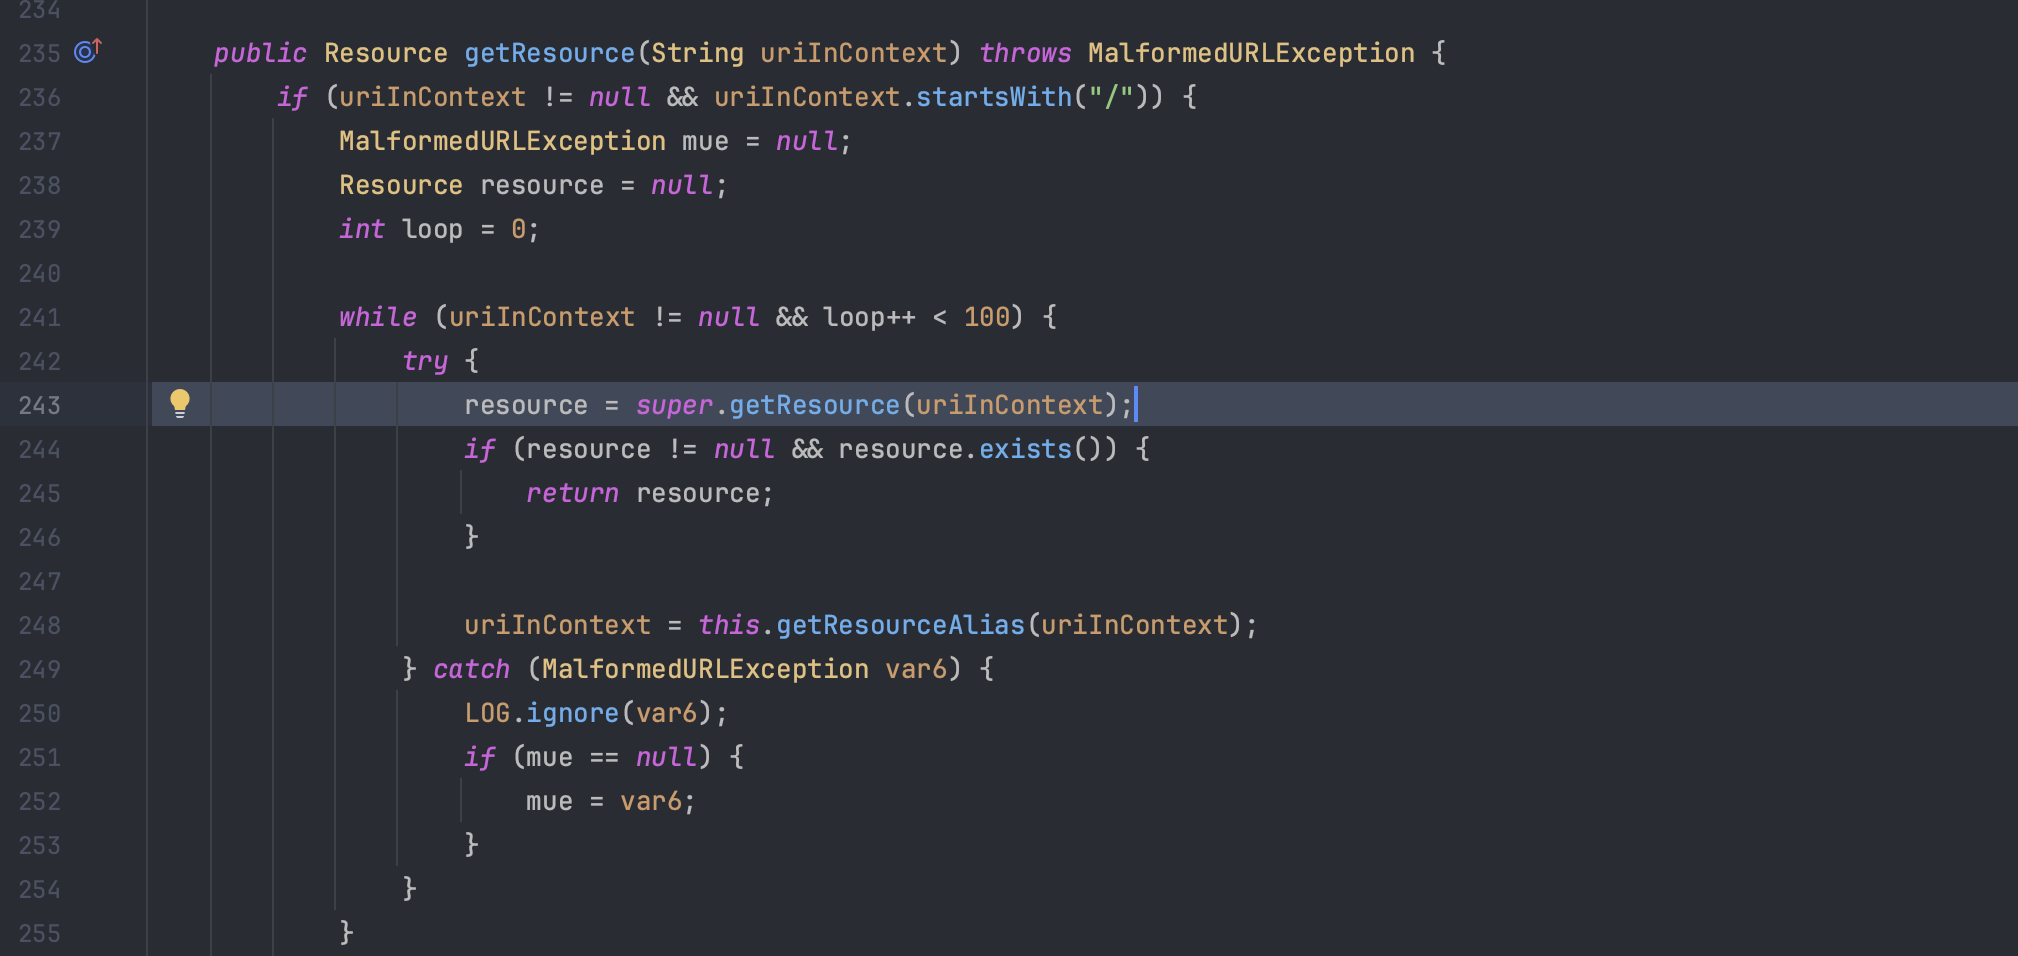 234
235 public Resource getResource(String uriInContext) throws MalformedURLException {
236 if (uriInContext != null && uriInContext.startsWith("/")) {
237 MalformedURLException mue = null;
238 Resource resource = null;
239 int loop = 0;
240
241 while (uriInContext != null && loop++ < 100) {
242 try {
243 resource = super.getResource(uriInContext);
244 if (resource != null && resource.exists()) {
245 return resource;
246 }
247
248 uriInContext = this.getResourceAlias(uriInContext);
249 } catch (MalformedURLException var6) {
250 LOG.ignore(var6);
251 if (mue == null) {
252 mue = var6;
253 }
254 }
255 }